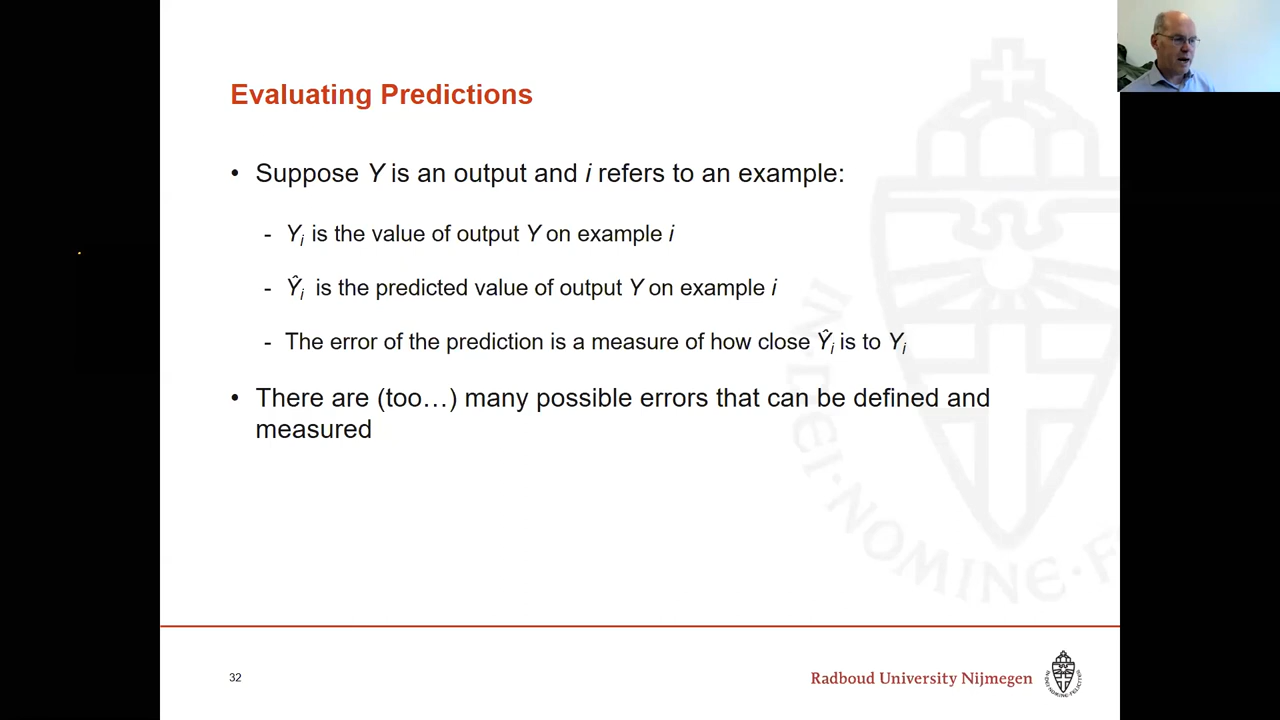 Evaluating Predictions
• Suppose Y is an output and i refers to an example:
- Yᵢ is the value of output Y on example i
- Ŷᵢ is the predicted value of output Y on example i
- The error of the prediction is a measure of how close Ŷᵢ is to Yᵢ
• There are (too…) many possible errors that can be defined and
measured
IN·DEI·NOMINE·F
32
Radboud University Nijmegen